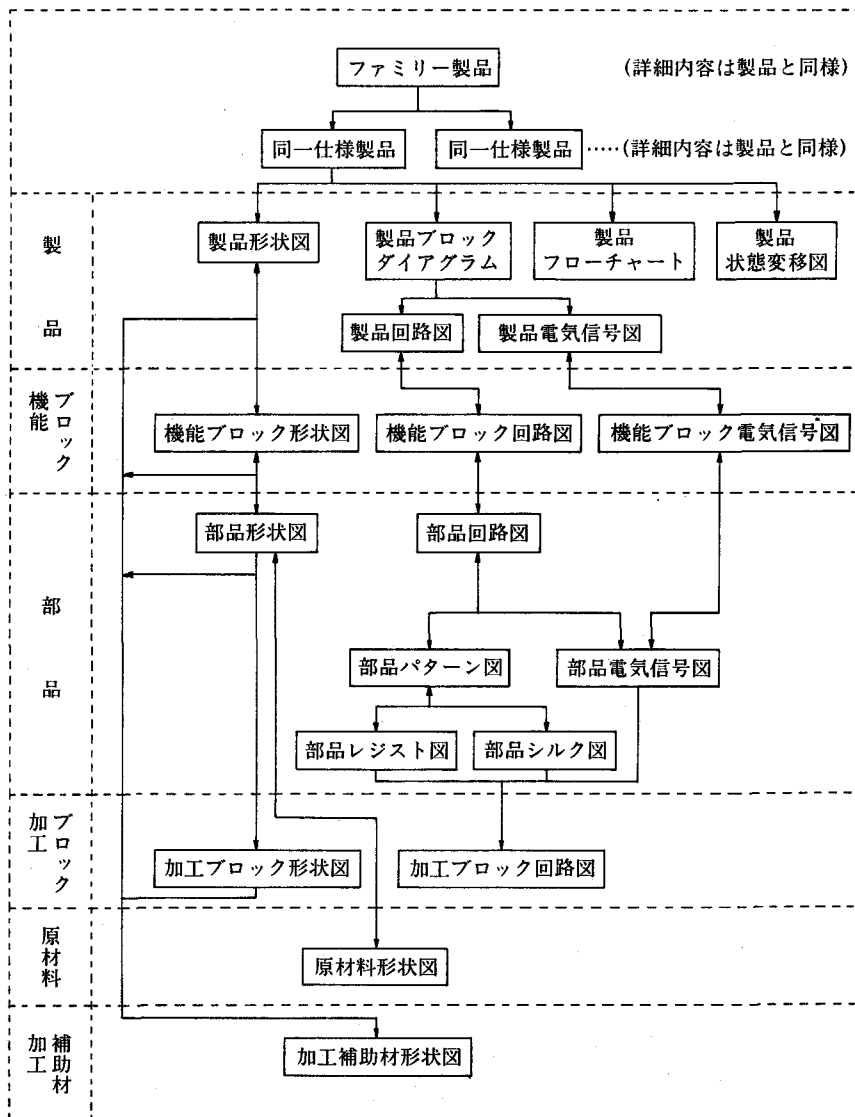 ファミリー製品
(詳細内容は製品と同様)
同一仕様製品
同一仕様製品
……(詳細内容は製品と同様)
製品
製品形状図
製品ブロック
ダイアグラム
製品
フローチャート
製品
状態変移図
製品回路図
製品電気信号図
機能
ブロック
機能ブロック形状図
機能ブロック回路図
機能ブロック電気信号図
部品
部品形状図
部品回路図
部品パターン図
部品電気信号図
部品レジスト図
部品シルク図
加工
ブロック
加工ブロック形状図
加工ブロック回路図
原材料
原材料形状図
加工
補助材
加工補助材形状図